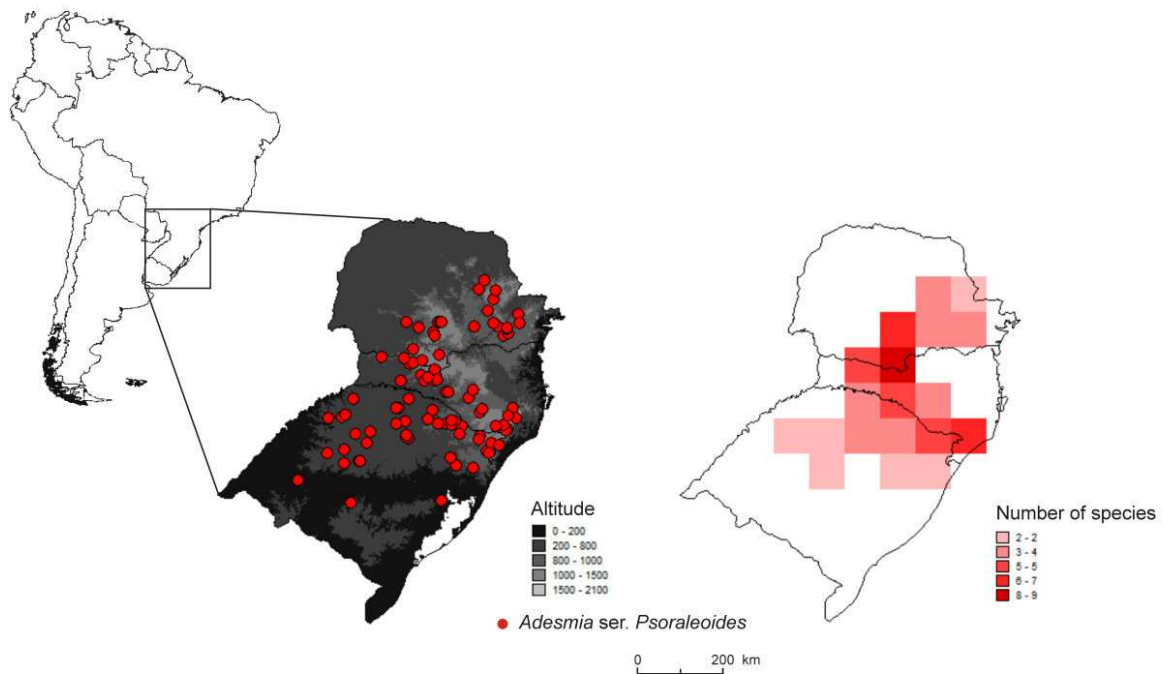 Altitude
0 - 200
200 - 800
800 - 1000
1000 - 1500
1500 - 2100
Adesmia ser. Psoraleoides
0 200 km
Number of species
2 - 2
3 - 4
5 - 5
6 - 7
8 - 9